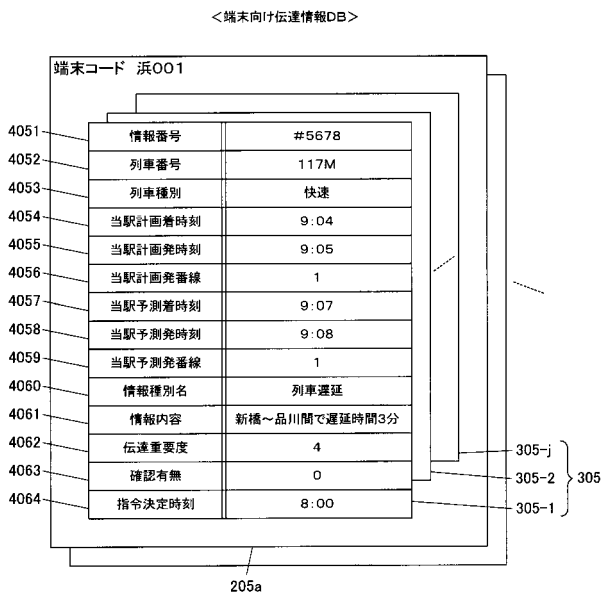 ＜端末向け伝達情報DB＞
端末コード 浜001
4051 情報番号 #5678
4052 列車番号 117M
4053 列車種別 快速
4054 当駅計画着時刻 9:04
4055 当駅計画発時刻 9:05
4056 当駅計画発番線 1
4057 当駅予測着時刻 9:07
4058 当駅予測発時刻 9:08
4059 当駅予測発番線 1
4060 情報種別名 列車遅延
4061 情報内容 新橋～品川間で遅延時間3分
4062 伝達重要度 4
4063 確認有無 0
4064 指令決定時刻 8:00
305-j
305-2
305-1
305
205a